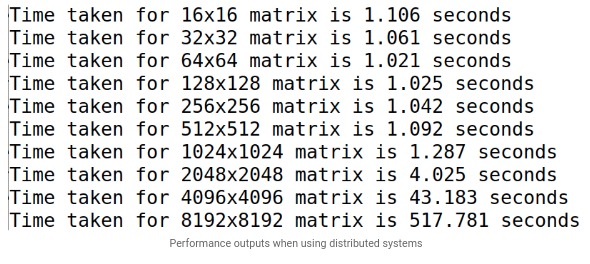 Time taken for 16x16 matrix is 1.106 seconds
Time taken for 32x32 matrix is 1.061 seconds
Time taken for 64x64 matrix is 1.021 seconds
Time taken for 128x128 matrix is 1.025 seconds
Time taken for 256x256 matrix is 1.042 seconds
Time taken for 512x512 matrix is 1.092 seconds
Time taken for 1024x1024 matrix is 1.287 seconds
Time taken for 2048x2048 matrix is 4.025 seconds
Time taken for 4096x4096 matrix is 43.183 seconds
Time taken for 8192x8192 matrix is 517.781 seconds
Performance outputs when using distributed systems